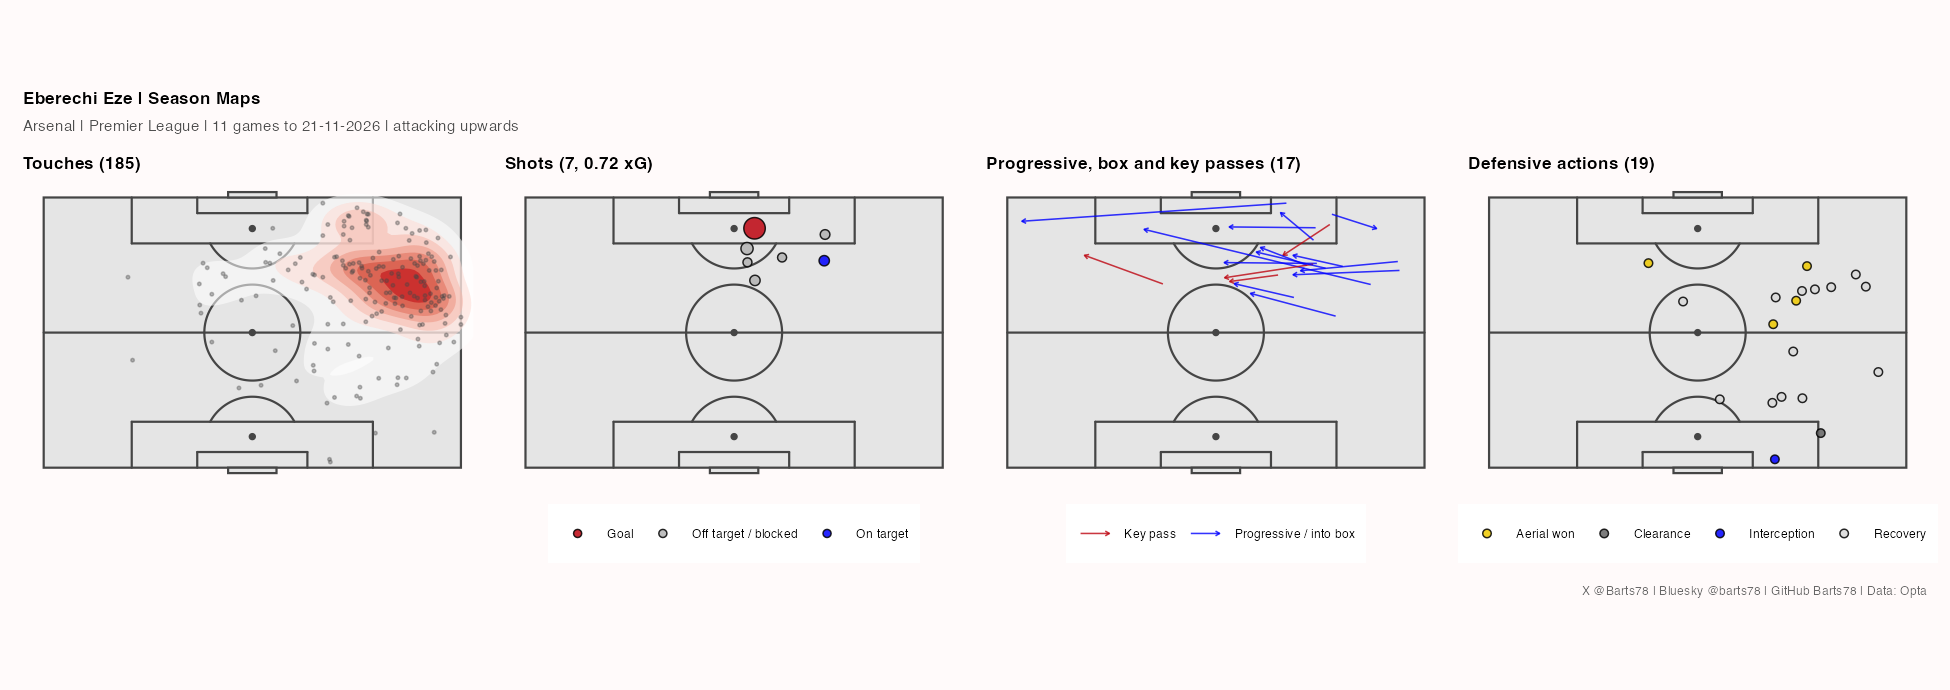 Eberechi Eze | Season Maps
Arsenal | Premier League | 11 games to 21-11-2026 | attacking upwards
Touches (185)
Shots (7, 0.72 xG)
Progressive, box and key passes (17)
Defensive actions (19)
Goal
Off target / blocked
On target
Key pass
Progressive / into box
Aerial won
Clearance
Interception
Recovery
X @Barts78 | Bluesky @barts78 | GitHub Barts78 | Data: Opta